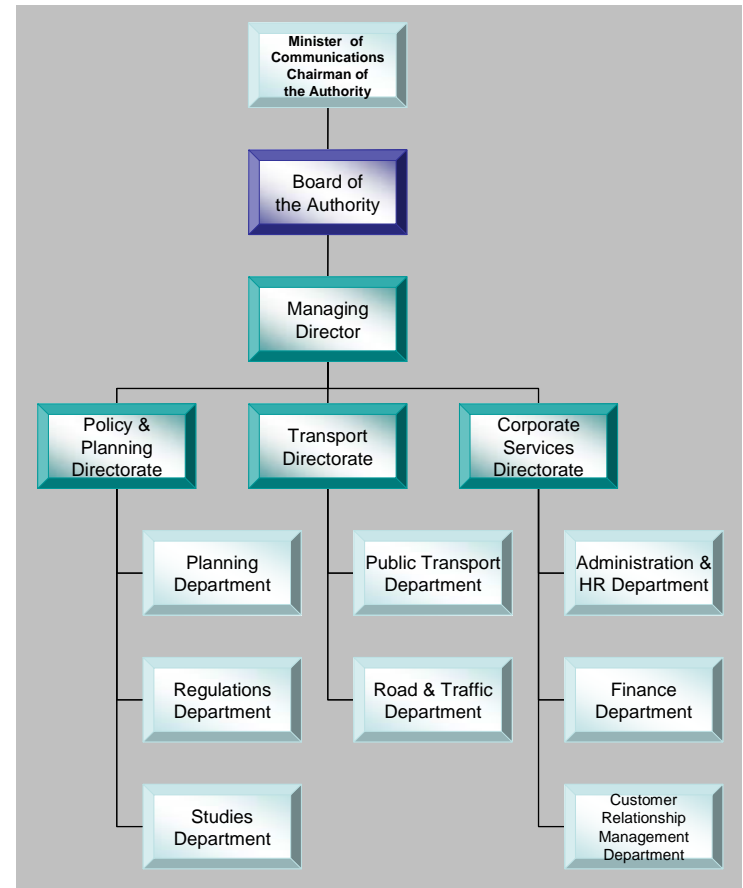 Minister of
Communications
Chairman of
the Authority
Board of
the Authority
Managing
Director
Policy &
Planning
Directorate
Transport
Directorate
Corporate
Services
Directorate
Planning
Department
Public Transport
Department
Administration &
HR Department
Regulations
Department
Road & Traffic
Department
Finance
Department
Studies
Department
Customer
Relationship
Management
Department